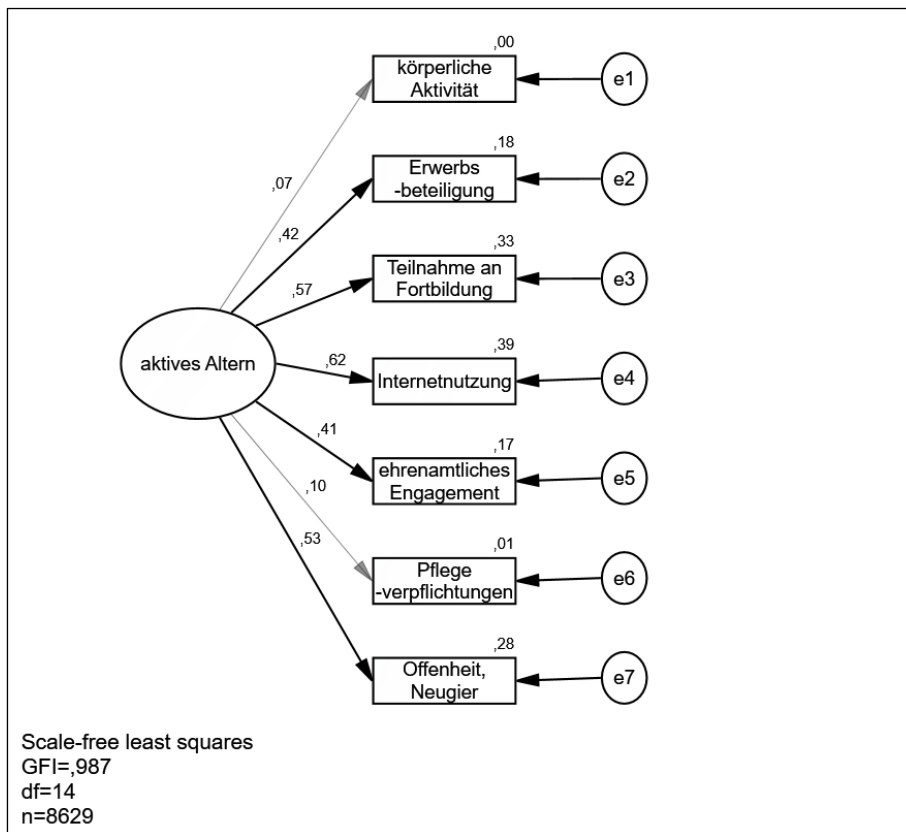 ,00
körperliche
Aktivität
e1
,07
,18
Erwerbs
-beteiligung
e2
,42
,33
Teilnahme an
Fortbildung
e3
,57
aktives Altern
,39
Internetnutzung
e4
,62
,17
ehrenamtliches
Engagement
e5
,41
,01
Pflege
-verpflichtungen
e6
,10
,28
Offenheit,
Neugier
e7
,53
Scale-free least squares
GFI=,987
df=14
n=8629